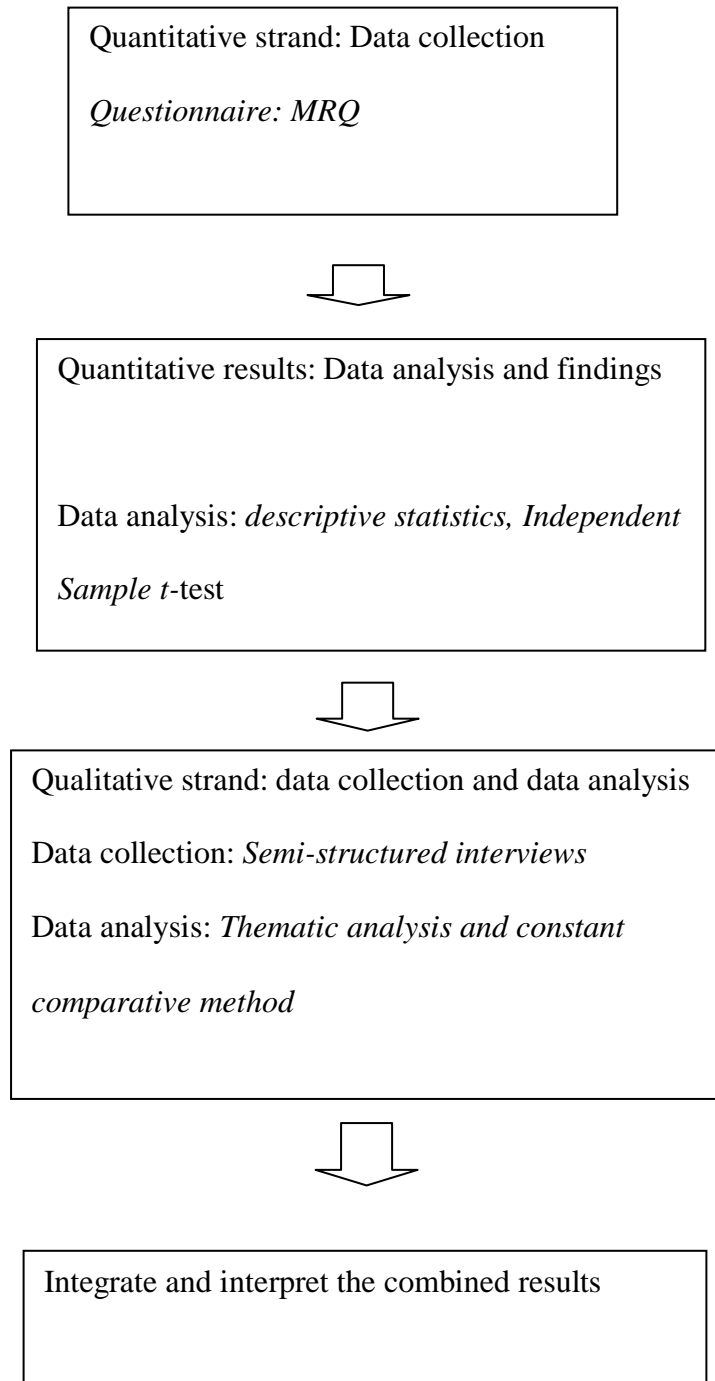 Quantitative strand: Data collection
Questionnaire: MRQ
Quantitative results: Data analysis and findings
Data analysis: descriptive statistics, Independent
Sample t-test
Qualitative strand: data collection and data analysis
Data collection: Semi-structured interviews
Data analysis: Thematic analysis and constant
comparative method
Integrate and interpret the combined results